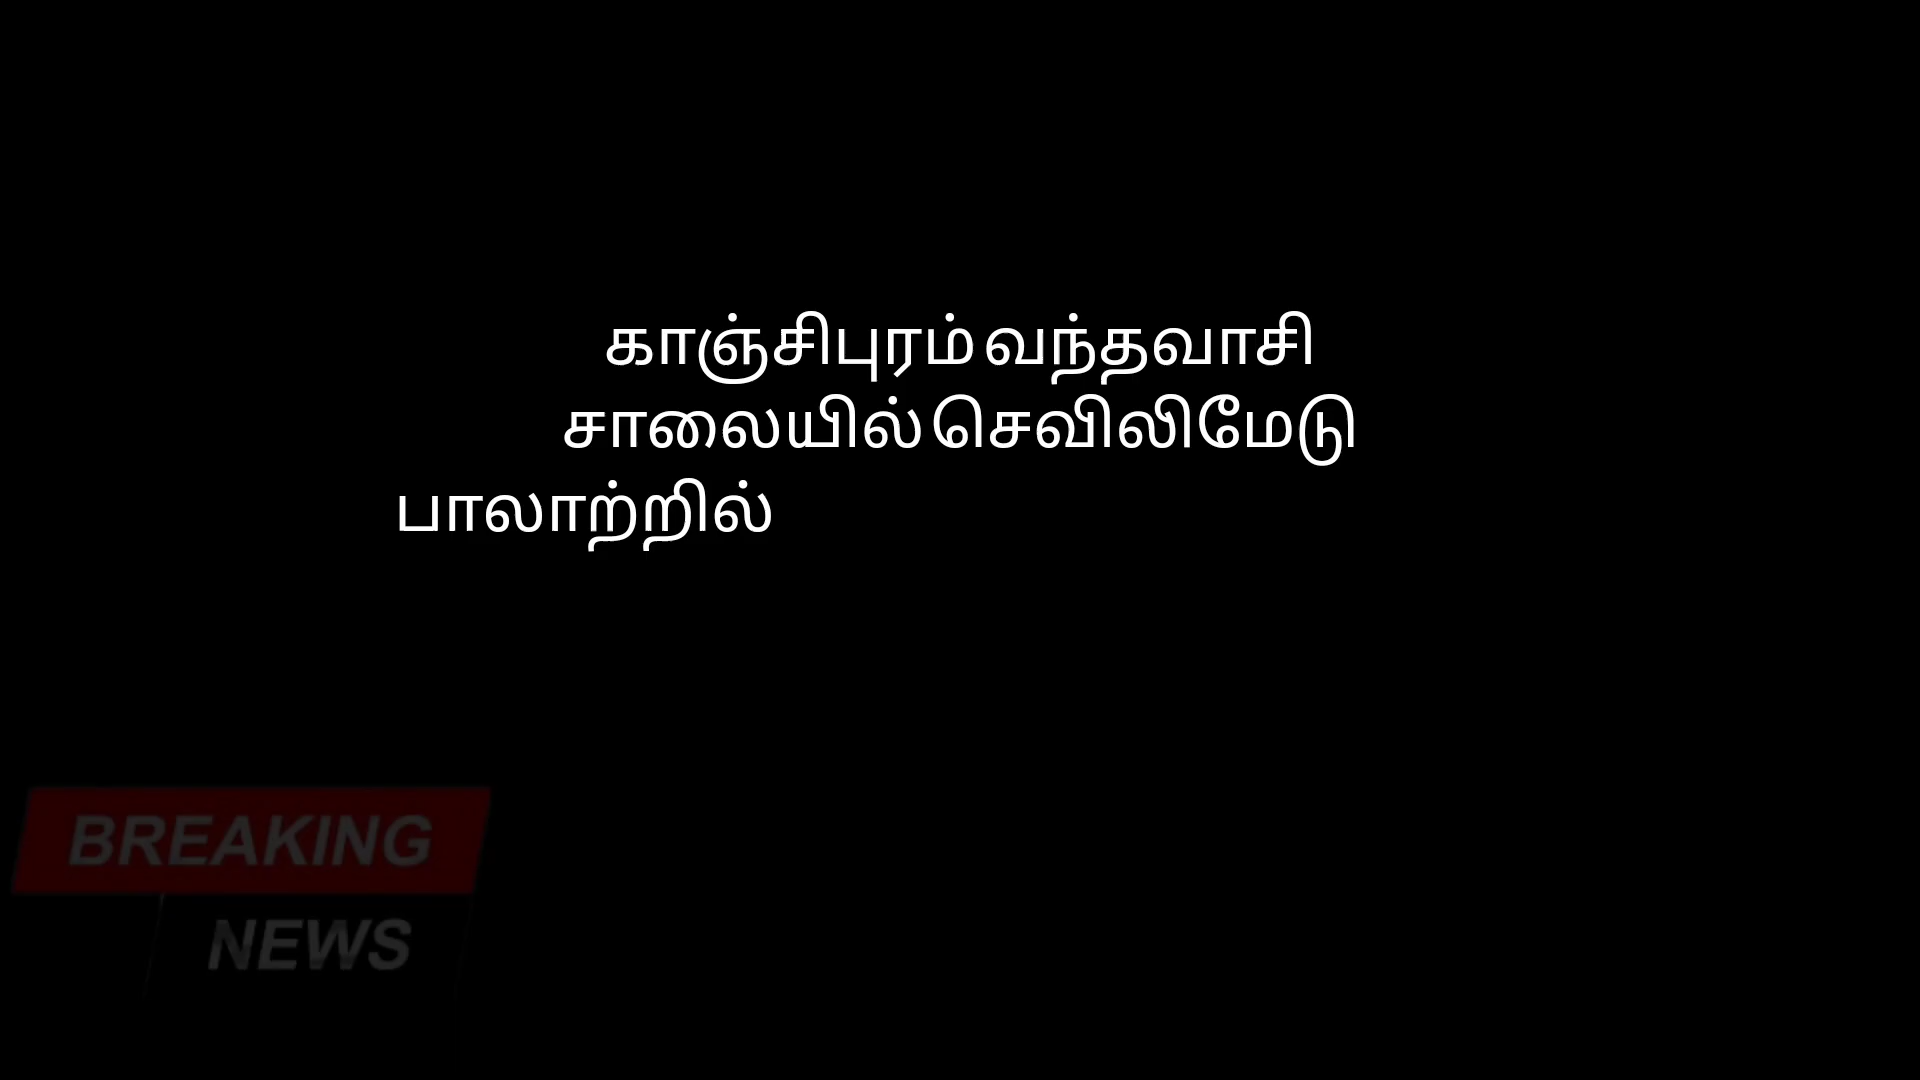 காஞ்சிபுரம் வந்தவாசி
சாலையில் செவிலிமேடு
பாலாற்றில்
BREAKING
NEWS